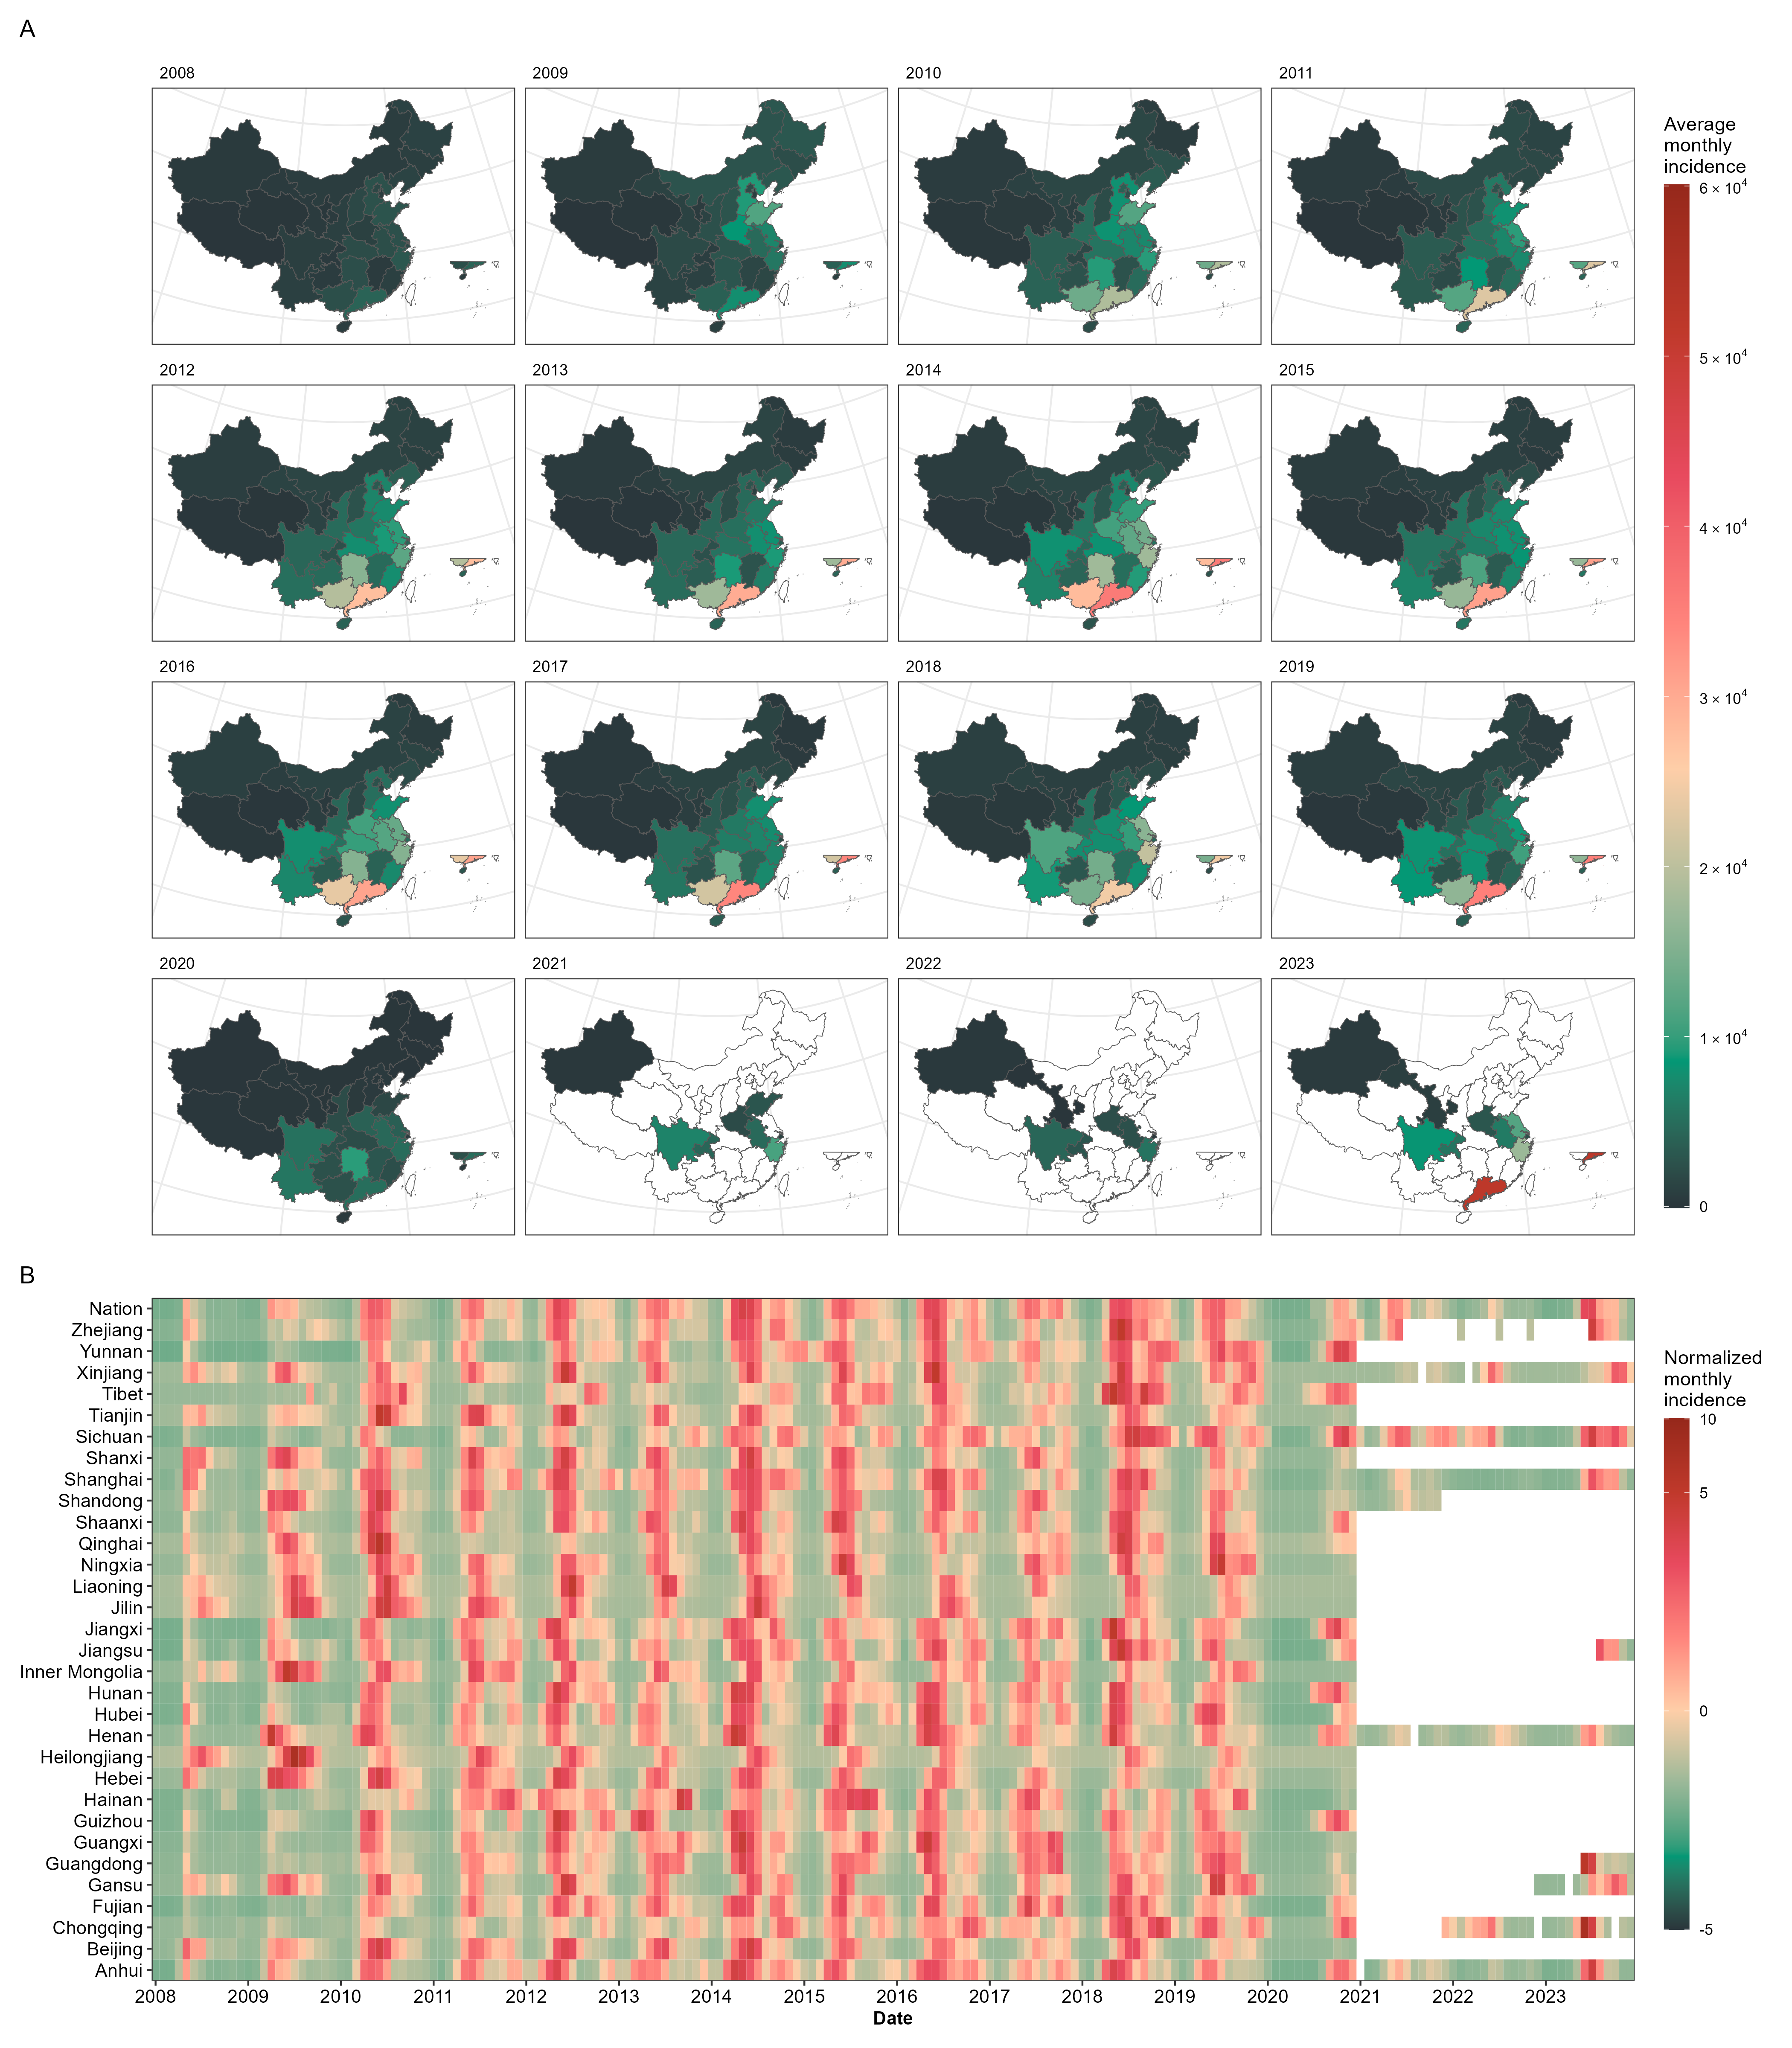 A
2008
2009
2010
2011
2012
2013
2014
2015
2016
2017
2018
2019
2020
2021
2022
2023
Average
monthly
incidence
6 × 10⁴
5 × 10⁴
4 × 10⁴
3 × 10⁴
2 × 10⁴
1 × 10⁴
0
B
Nation
Zhejiang
Yunnan
Xinjiang
Tibet
Tianjin
Sichuan
Shanxi
Shanghai
Shandong
Shaanxi
Qinghai
Ningxia
Liaoning
Jilin
Jiangxi
Jiangsu
Inner Mongolia
Hunan
Hubei
Henan
Heilongjiang
Hebei
Hainan
Guizhou
Guangxi
Guangdong
Gansu
Fujian
Chongqing
Beijing
Anhui
2008 2009 2010 2011 2012 2013 2014 2015 2016 2017 2018 2019 2020 2021 2022 2023
Date
Normalized
monthly
incidence
10
5
0
-5